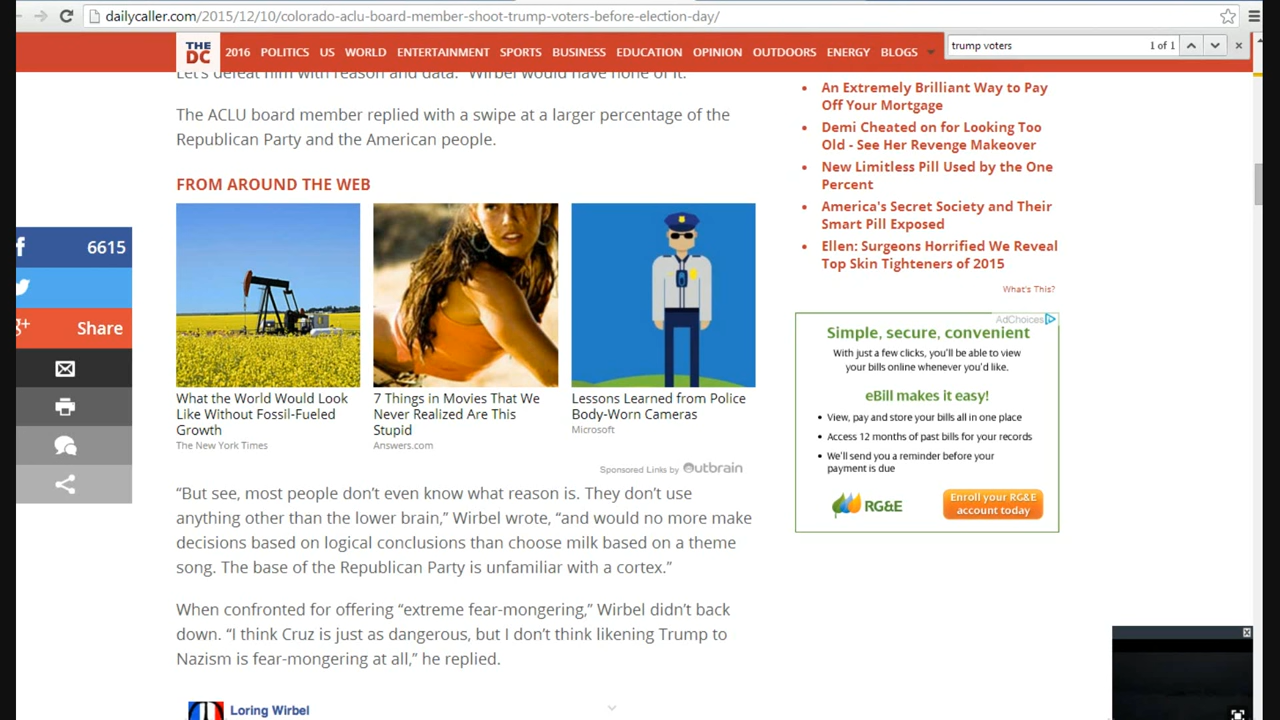 dailycaller.com/2015/12/10/colorado-aclu-board-member-shoot-trump-voters-before-election-day/
THE DC
2016 POLITICS US WORLD ENTERTAINMENT SPORTS BUSINESS EDUCATION OPINION OUTDOORS ENERGY BLOGS
trump voters 1 of 1
Let's defeat him with reason and data." Wirbel would have none of it.
The ACLU board member replied with a swipe at a larger percentage of the
Republican Party and the American people.
FROM AROUND THE WEB
6615
Share
What the World Would Look
Like Without Fossil-Fueled
Growth
The New York Times
7 Things in Movies That We
Never Realized Are This
Stupid
Answers.com
Lessons Learned from Police
Body-Worn Cameras
Microsoft
Sponsored Links by Outbrain
“But see, most people don’t even know what reason is. They don’t use
anything other than the lower brain,” Wirbel wrote, “and would no more make
decisions based on logical conclusions than choose milk based on a theme
song. The base of the Republican Party is unfamiliar with a cortex.”
When confronted for offering “extreme fear-mongering,” Wirbel didn’t back
down. “I think Cruz is just as dangerous, but I don’t think likening Trump to
Nazism is fear-mongering at all,” he replied.
Loring Wirbel
An Extremely Brilliant Way to Pay
Off Your Mortgage
Demi Cheated on for Looking Too
Old - See Her Revenge Makeover
New Limitless Pill Used by the One
Percent
America's Secret Society and Their
Smart Pill Exposed
Ellen: Surgeons Horrified We Reveal
Top Skin Tighteners of 2015
What's This?
AdChoices
Simple, secure, convenient
With just a few clicks, you'll be able to view
your bills online whenever you'd like.
eBill makes it easy!
View, pay and store your bills all in one place
Access 12 months of past bills for your records
We'll send you a reminder before your
payment is due
RG&E
Enroll your RG&E
account today